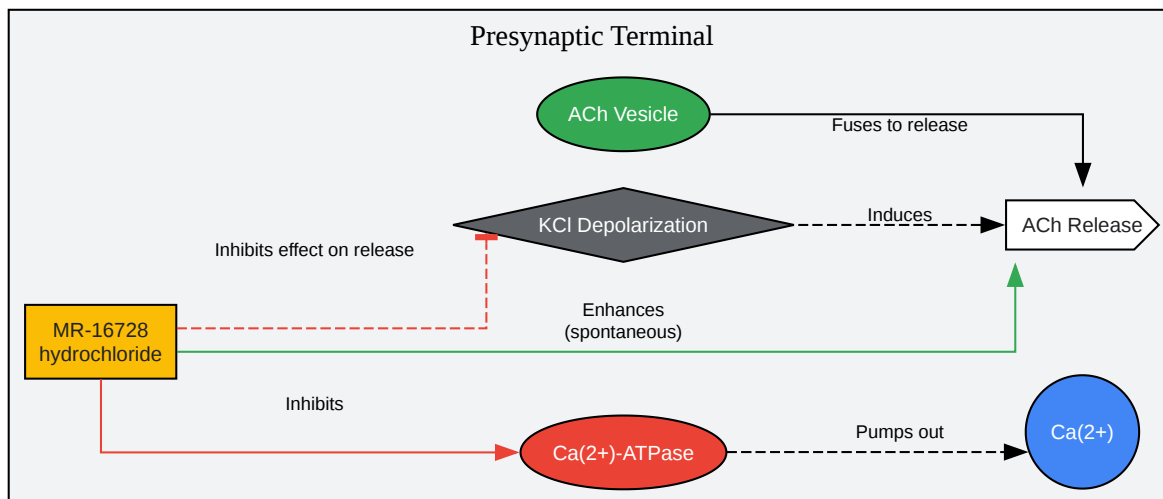 Presynaptic Terminal
ACh Vesicle
Fuses to release
KCl Depolarization
Induces
ACh Release
Inhibits effect on release
Enhances
(spontaneous)
MR-16728
hydrochloride
Inhibits
Ca(2+)-ATPase
Pumps out
Ca(2+)